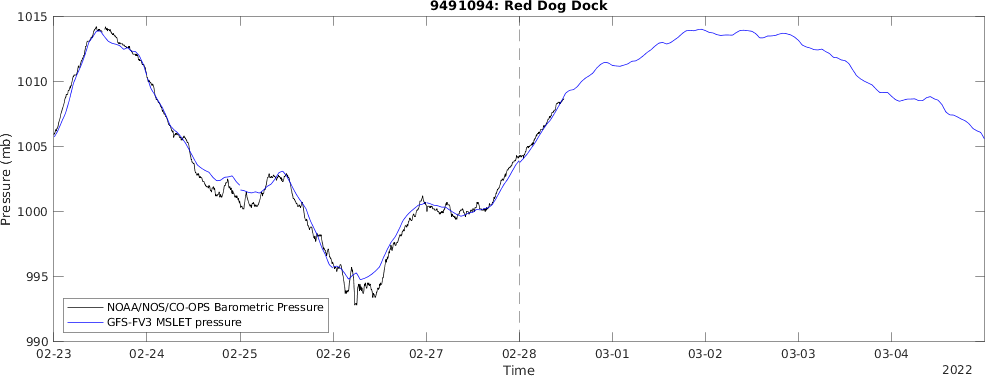 9491094: Red Dog Dock
Pressure (mb)
1015
1010
1005
1000
995
990
NOAA/NOS/CO-OPS Barometric Pressure
GFS-FV3 MSLET pressure
02-23 02-24 02-25 02-26 02-27 02-28 03-01 03-02 03-03 03-04
Time
2022